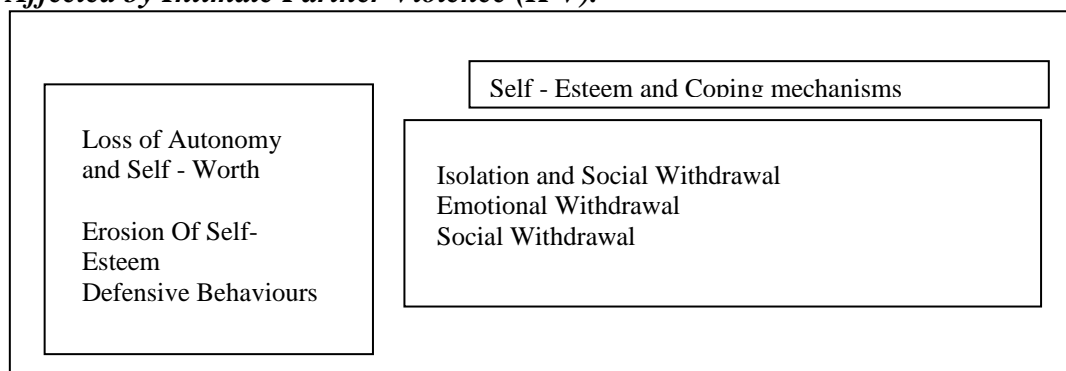 Affected by Intimate Partner Violence (IPV).
Self - Esteem and Coping mechanisms
Loss of Autonomy
and Self - Worth
Erosion Of Self-
Esteem
Defensive Behaviours
Isolation and Social Withdrawal
Emotional Withdrawal
Social Withdrawal